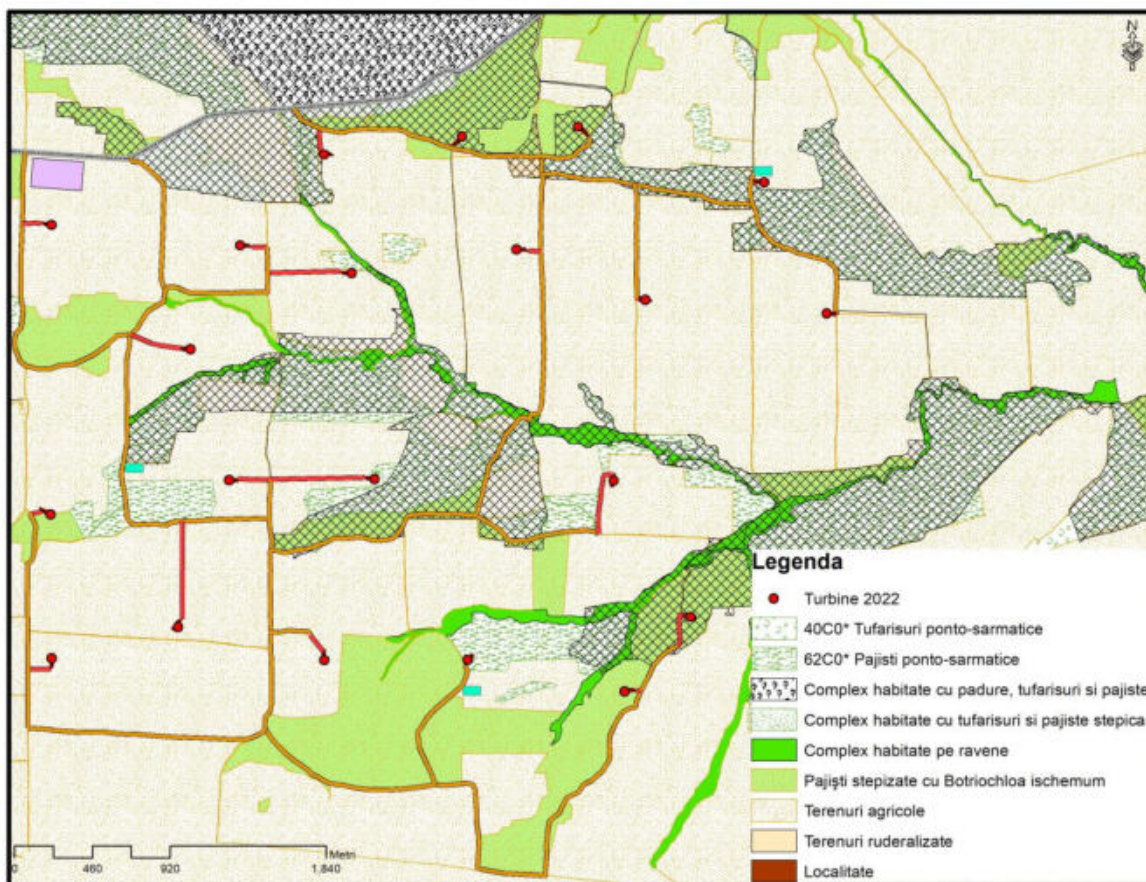 N
Legenda
Turbine 2022
40C0* Tufarisuri ponto-sarmatice
62C0* Pajisti ponto-sarmatice
Complex habitate cu padure, tufarisuri si pajiste
Complex habitate cu tufarisuri si pajiste stepica
Complex habitate pe ravene
Pajişti stepizate cu Botriochloa ischemum
Terenuri agricole
Terenuri ruderalizate
Localitate
Metri
0 460 920 1.840